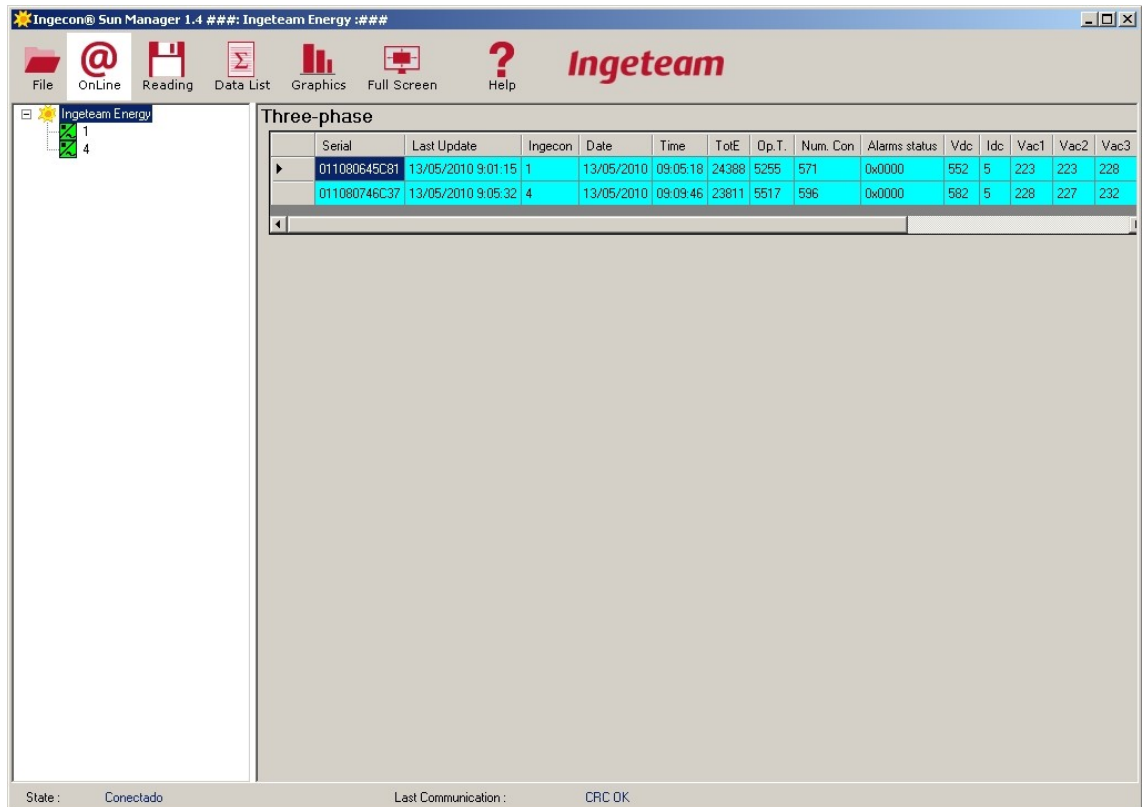 Ingecon® Sun Manager 1.4 ###: Ingeteam Energy :###
File OnLine Reading Data List Graphics Full Screen Help Ingeteam
Ingeteam Energy
1
4
Three-phase
Serial Last Update Ingecon Date Time TotE Op.T. Num. Con Alarms status Vdc Idc Vac1 Vac2 Vac3
011080645C81 13/05/2010 9:01:15 1 13/05/2010 09:05:18 24388 5255 571 0x0000 552 5 223 223 228
011080746C37 13/05/2010 9:05:32 4 13/05/2010 09:09:46 23811 5517 596 0x0000 582 5 228 227 232
State : Conectado Last Communication : CRC OK